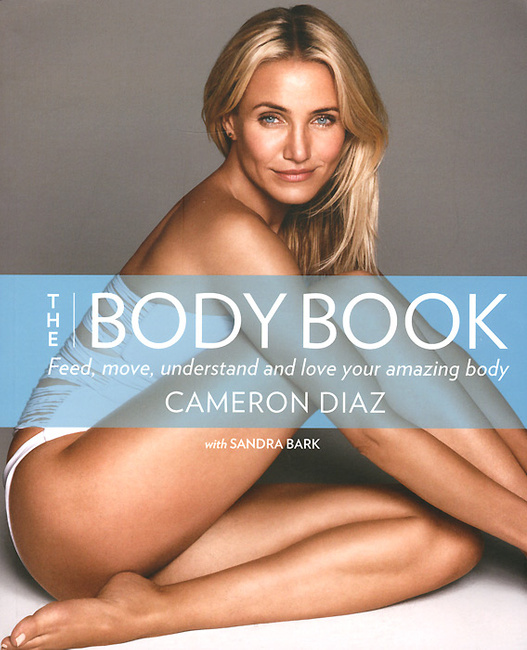 THE BODY BOOK
Feed, move, understand and love your amazing body
CAMERON DIAZ
with SANDRA BARK